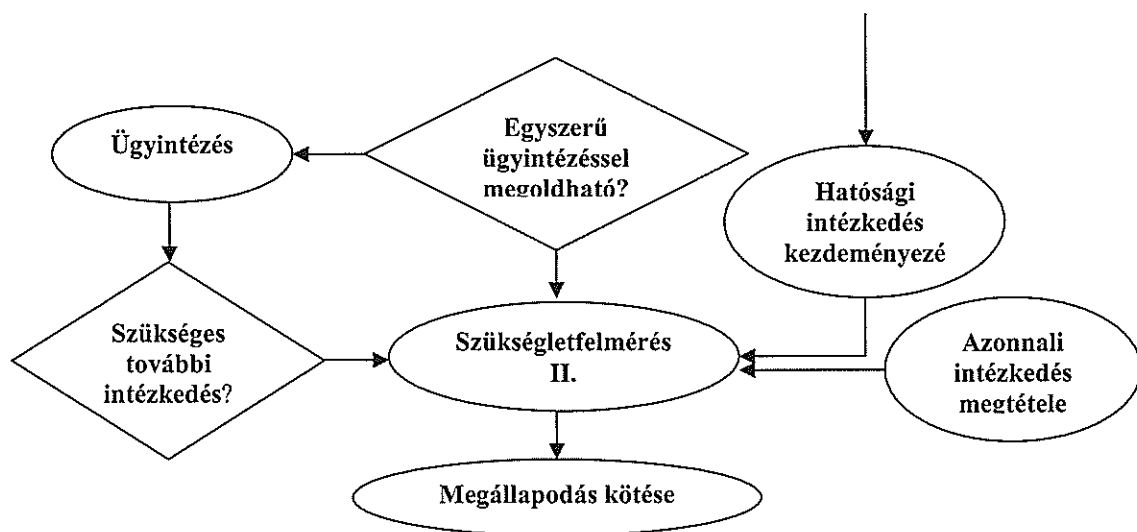 Egyszerű
ügyintézéssel
megoldható?
Ügyintézés
Hatósági
intézkedés
kezdeményezé
Szükséges
további
intézkedés?
Szükségletfelmérés
II.
Azonnali
intézkedés
megtétele
Megállapodás kötése